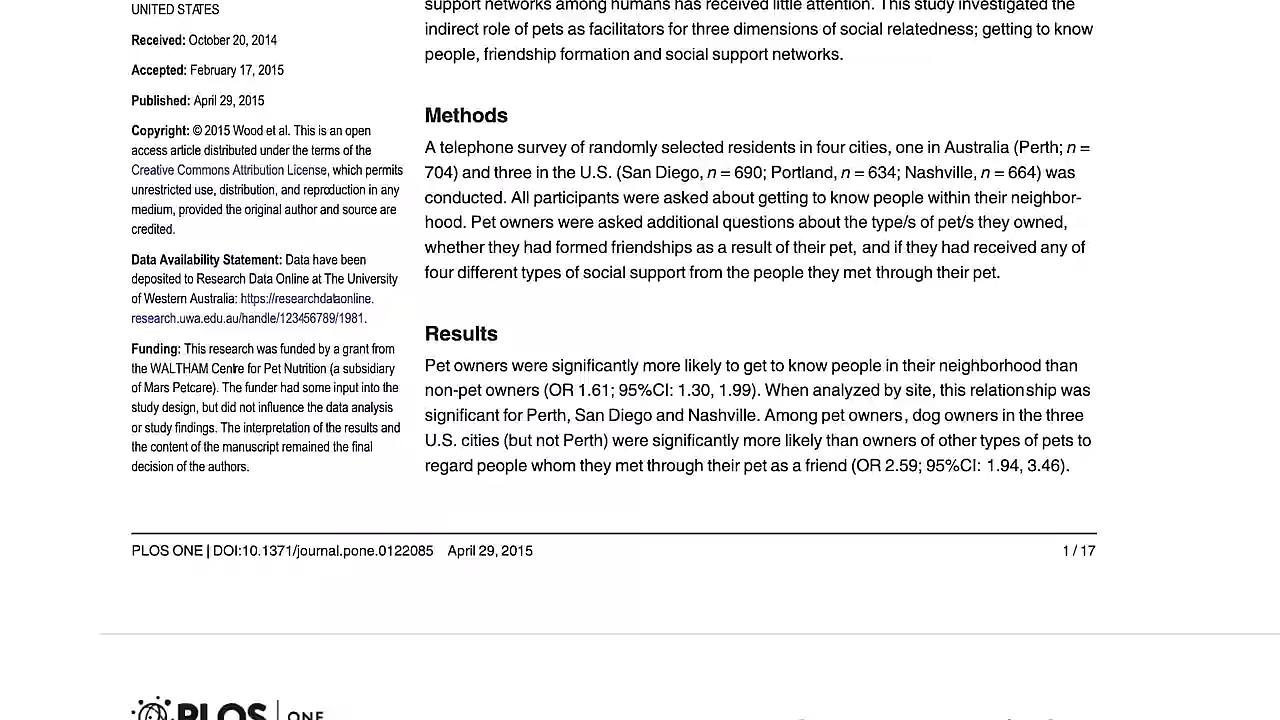 UNITED STATES
Received: October 20, 2014
Accepted: February 17, 2015
Published: April 29, 2015
Copyright: © 2015 Wood et al. This is an open
access article distributed under the terms of the
Creative Commons Attribution License, which permits
unrestricted use, distribution, and reproduction in any
medium, provided the original author and source are
credited.
Data Availability Statement: Data have been
deposited to Research Data Online at The University
of Western Australia: https://researchdataonline.
research.uwa.edu.au/handle/123456789/1981.
Funding: This research was funded by a grant from
the WALTHAM Centre for Pet Nutrition (a subsidiary
of Mars Petcare). The funder had some input into the
study design, but did not influence the data analysis
or study findings. The interpretation of the results and
the content of the manuscript remained the final
decision of the authors.
support networks among humans has received little attention. This study investigated the
indirect role of pets as facilitators for three dimensions of social relatedness; getting to know
people, friendship formation and social support networks.
Methods
A telephone survey of randomly selected residents in four cities, one in Australia (Perth; n =
704) and three in the U.S. (San Diego, n = 690; Portland, n = 634; Nashville, n = 664) was
conducted. All participants were asked about getting to know people within their neighbor-
hood. Pet owners were asked additional questions about the type/s of pet/s they owned,
whether they had formed friendships as a result of their pet, and if they had received any of
four different types of social support from the people they met through their pet.
Results
Pet owners were significantly more likely to get to know people in their neighborhood than
non-pet owners (OR 1.61; 95%CI: 1.30, 1.99). When analyzed by site, this relationship was
significant for Perth, San Diego and Nashville. Among pet owners, dog owners in the three
U.S. cities (but not Perth) were significantly more likely than owners of other types of pets to
regard people whom they met through their pet as a friend (OR 2.59; 95%CI: 1.94, 3.46).
PLOS ONE | DOI:10.1371/journal.pone.0122085 April 29, 2015 1 / 17
PLOS | ONE